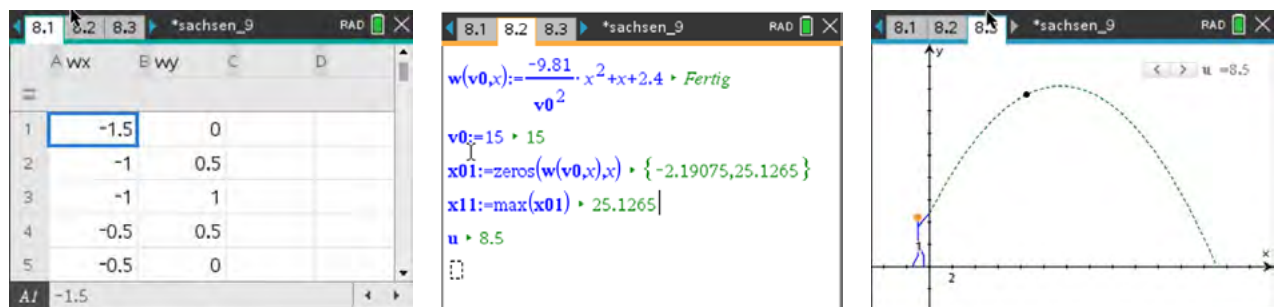 8.1 8.2 8.3 *sachsen_9 RAD
A wx B wy C D
=
1 -1.5 0
2 -1 0.5
3 -1 1
4 -0.5 0.5
5 -0.5 0
A1 -1.5
8.1 8.2 8.3 *sachsen_9 RAD
w(v0,x):=-9.81/v0^2·x^2+x+2.4 ▸ Fertig
v0:=15 ▸ 15
x01:=zeros(w(v0,x),x) ▸ {-2.19075,25.1265}
x11:=max(x01) ▸ 25.1265
u ▸ 8.5
8.1 8.2 8.3 *sachsen_9 RAD
y
< > u =8.5
1
x
2